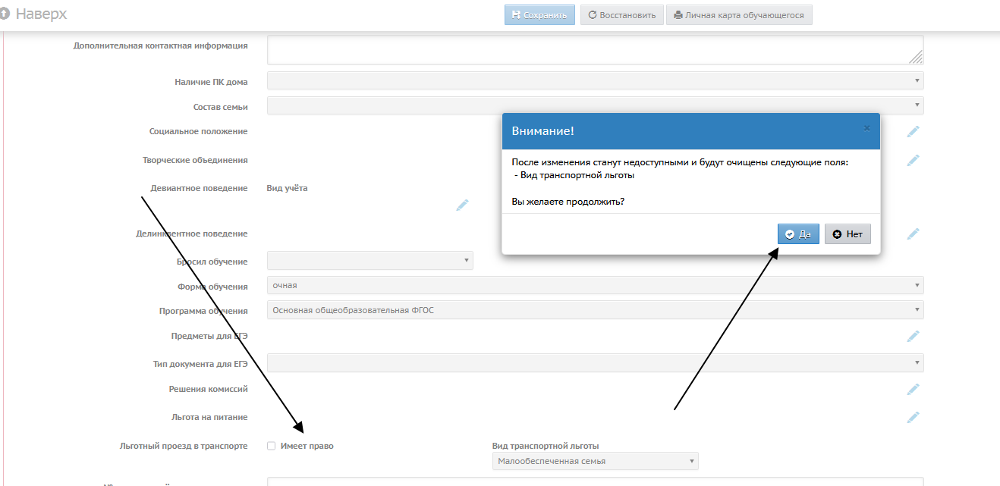 Наверх
Сохранить
Восстановить
Личная карта обучающегося
Дополнительная контактная информация
Наличие ПК дома
Состав семьи
Внимание!
×
Социальное положение
После изменения станут недоступными и будут очищены следующие поля:
- Вид транспортной льготы
Творческие объединения
Девиантное поведение
Вид учёта
Вы желаете продолжить?
Делинквентное поведение
Да
Нет
Бросил обучение
Форма обучения
очная
Программа обучения
Основная общеобразовательная ФГОС
Предметы для ЕГЭ
Тип документа для ЕГЭ
Решения комиссий
Льгота на питание
Льготный проезд в транспорте
Имеет право
Вид транспортной льготы
Малообеспеченная семья